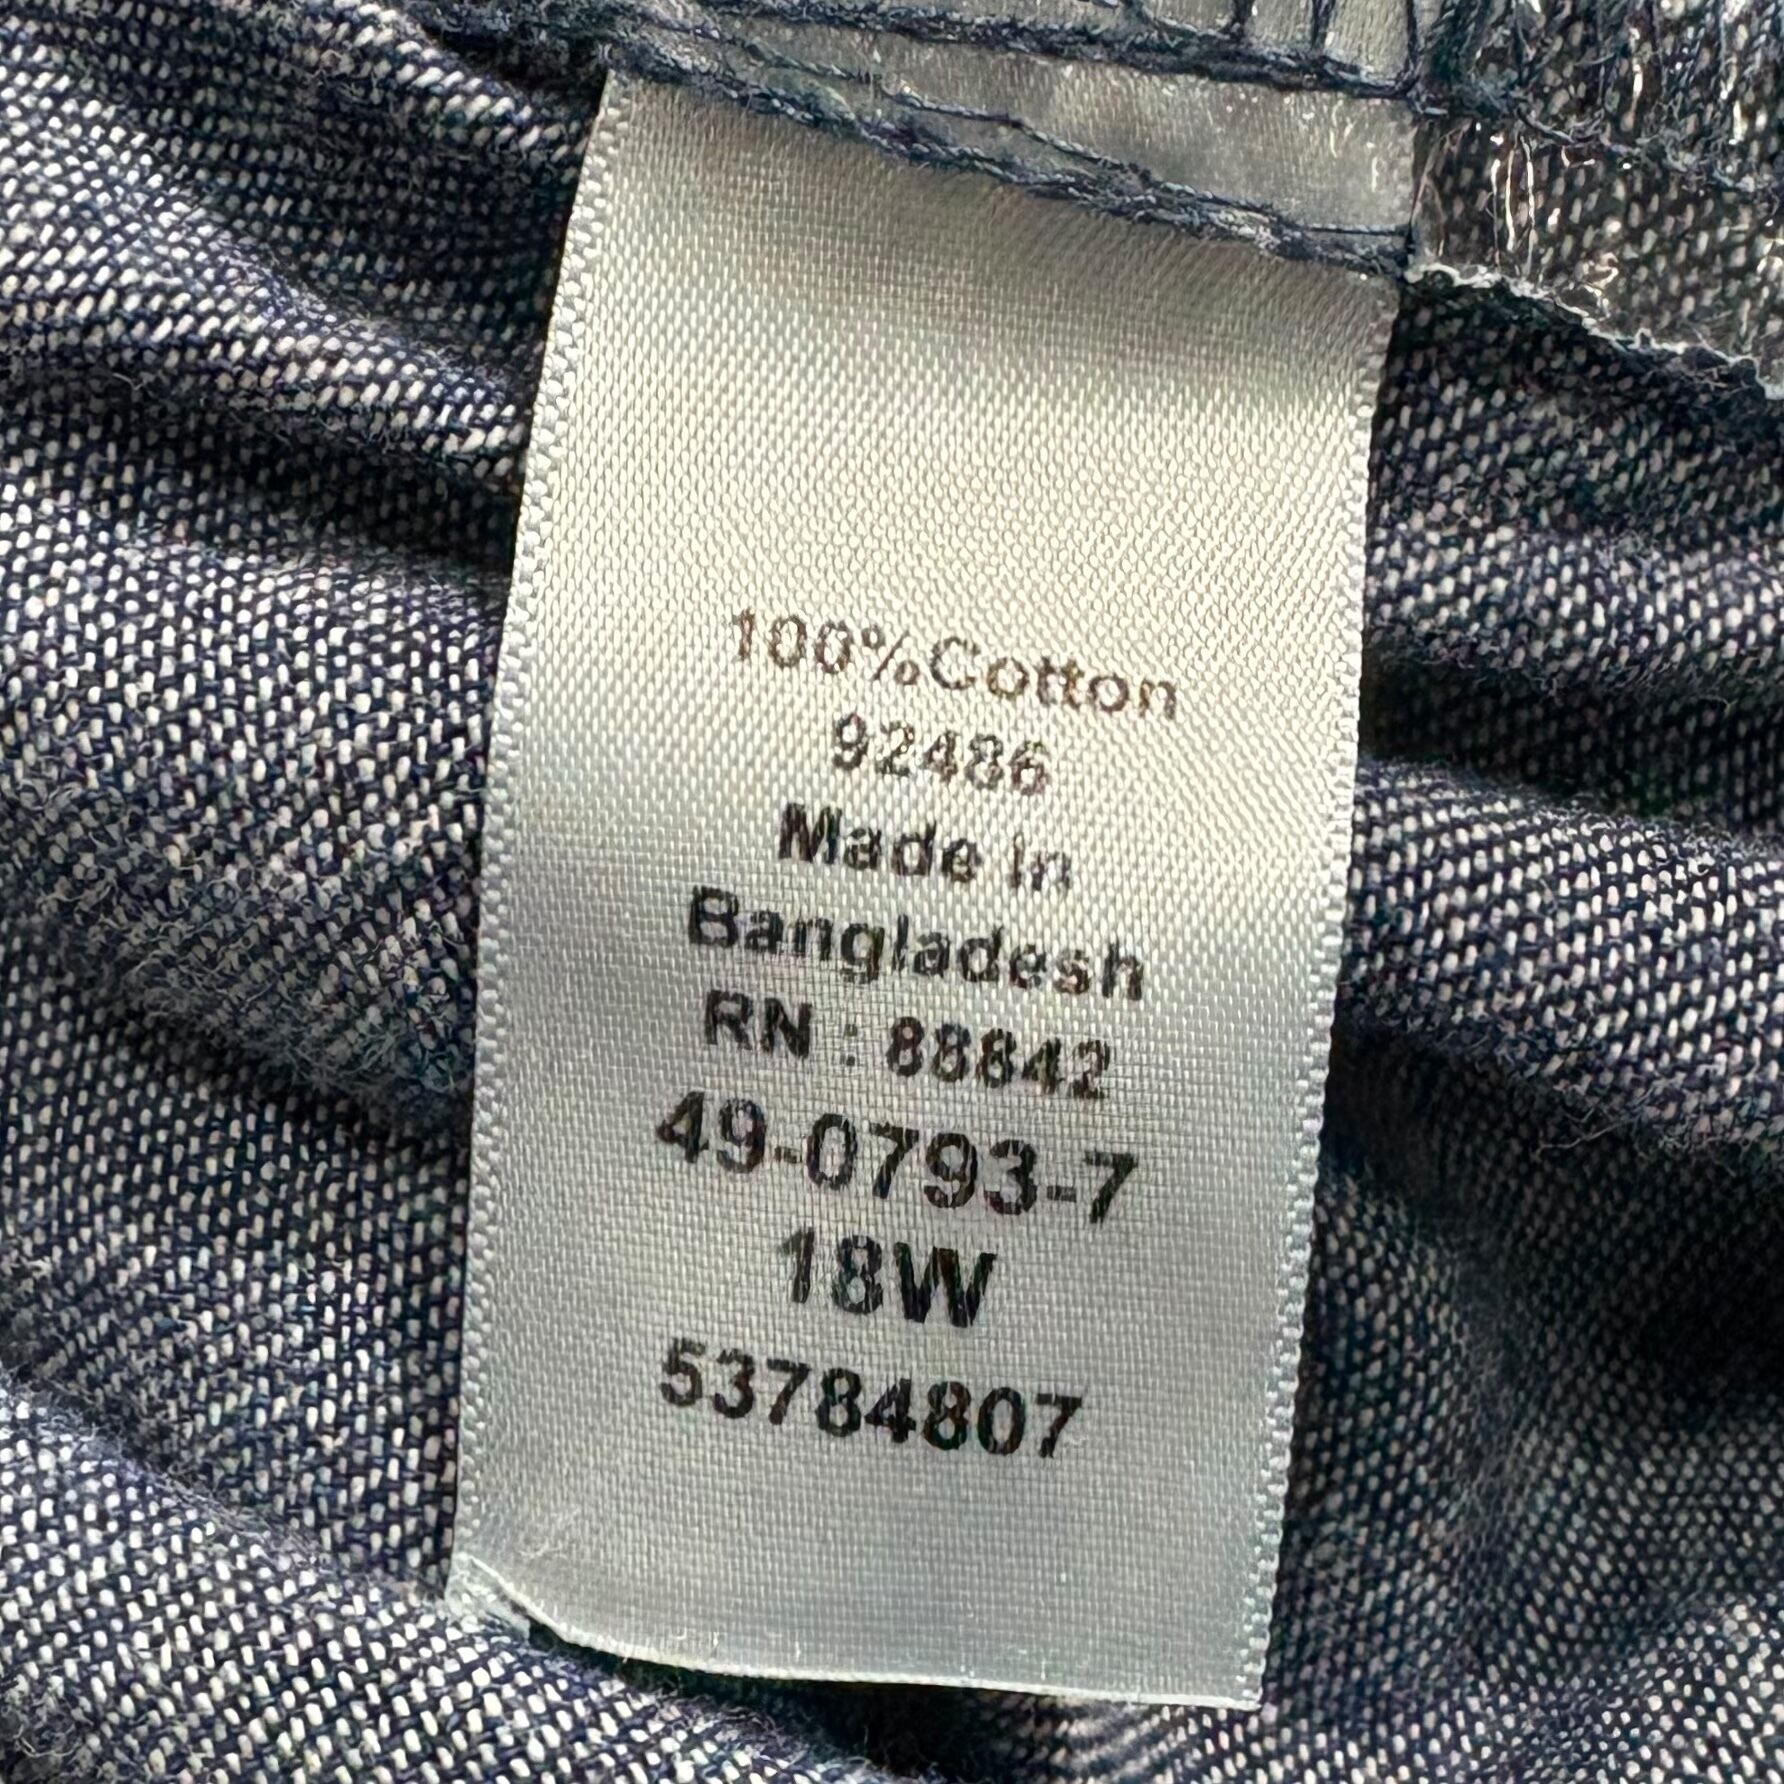 100%Cotton
92486
Made in
Bangladesh
RN : 88842
49-0793-7
18W
53784807